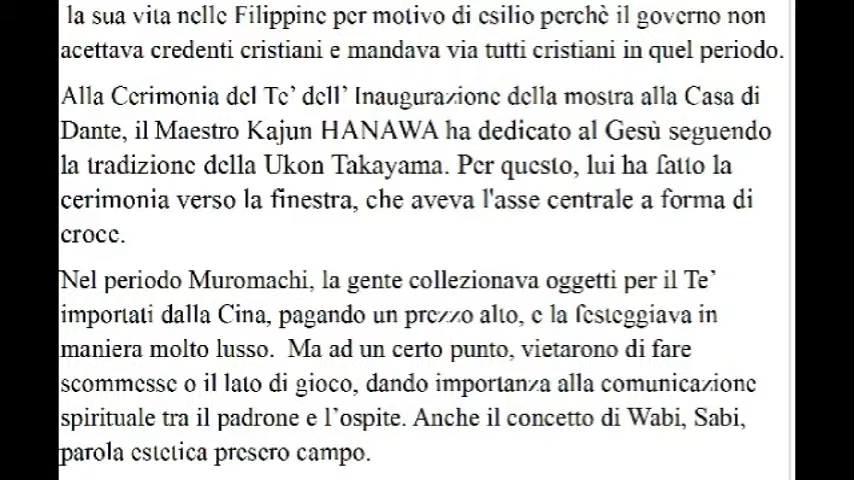 la sua vita nelle Filippine per motivo di esilio perchè il governo non
acettava credenti cristiani e mandava via tutti cristiani in quel periodo.
Alla Cerimonia del Te’ dell’ Inaugurazione della mostra alla Casa di
Dante, il Maestro Kajun HANAWA ha dedicato al Gesù seguendo
la tradizione della Ukon Takayama. Per questo, lui ha fatto la
cerimonia verso la finestra, che aveva l'asse centrale a forma di
croce.
Nel periodo Muromachi, la gente collezionava oggetti per il Te’
importati dalla Cina, pagando un prezzo alto, e la festeggiava in
maniera molto lusso.  Ma ad un certo punto, vietarono di fare
scommesse o il lato di gioco, dando importanza alla comunicazione
spirituale tra il padrone e l’ospite. Anche il concetto di Wabi, Sabi,
parola estetica presero campo.